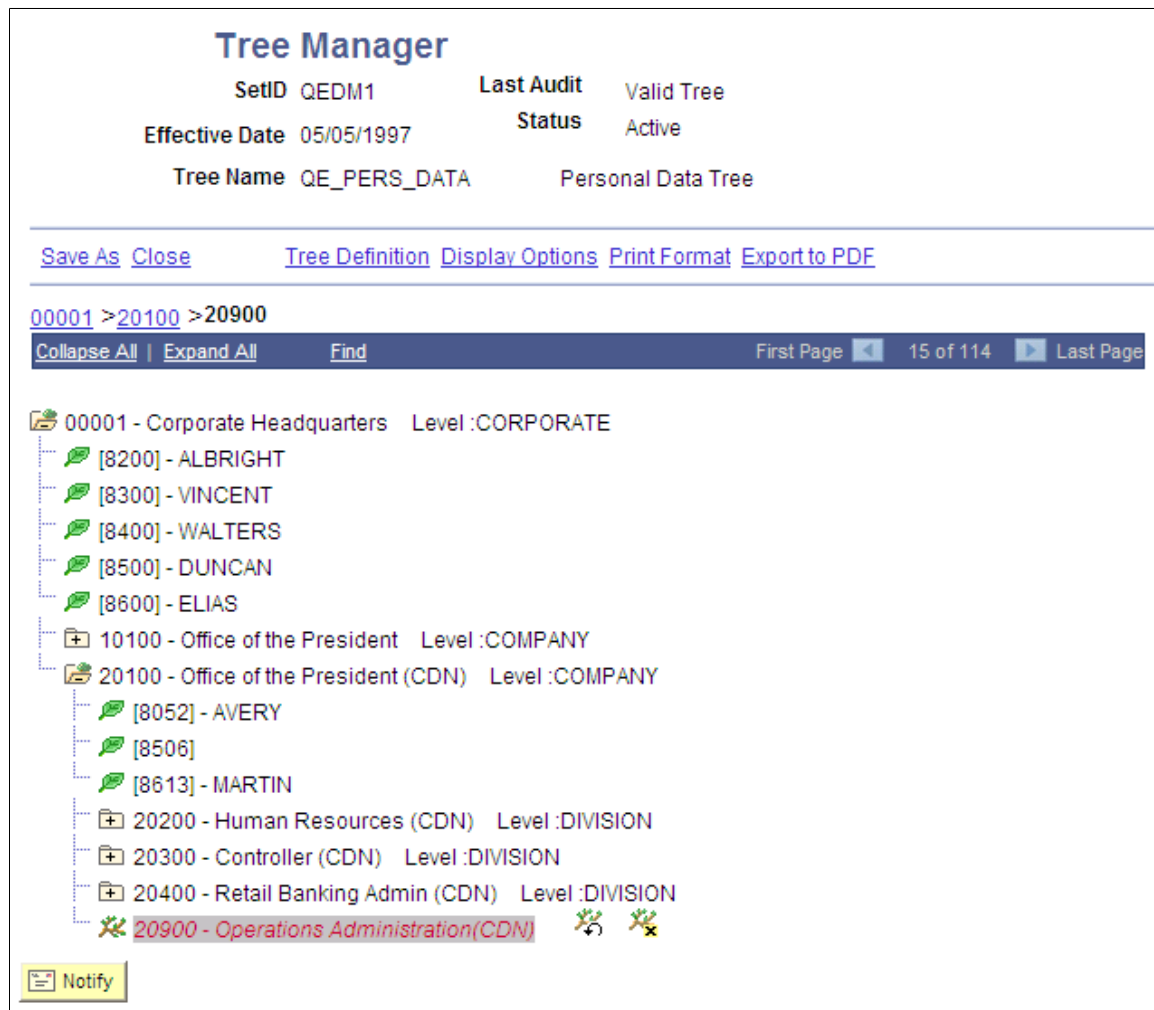 Tree Manager
SetID QEDM1 Last Audit Valid Tree
Effective Date 05/05/1997 Status Active
Tree Name QE_PERS_DATA Personal Data Tree
Save As Close Tree Definition Display Options Print Format Export to PDF
00001 >20100 >20900
Collapse All | Expand All Find First Page 15 of 114 Last Page
00001 - Corporate Headquarters Level :CORPORATE
[8200] - ALBRIGHT
[8300] - VINCENT
[8400] - WALTERS
[8500] - DUNCAN
[8600] - ELIAS
10100 - Office of the President Level :COMPANY
20100 - Office of the President (CDN) Level :COMPANY
[8052] - AVERY
[8506]
[8613] - MARTIN
20200 - Human Resources (CDN) Level :DIVISION
20300 - Controller (CDN) Level :DIVISION
20400 - Retail Banking Admin (CDN) Level :DIVISION
20900 - Operations Administration(CDN)
Notify